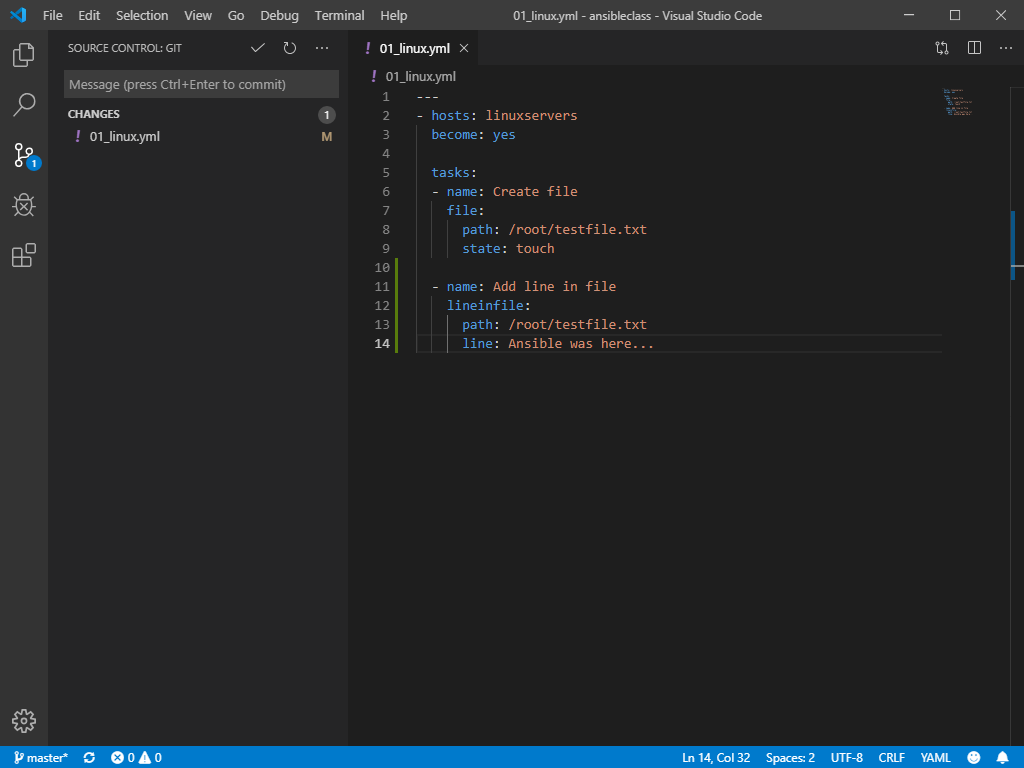 File Edit Selection View Go Debug Terminal Help 01_linux.yml - ansibleclass - Visual Studio Code
SOURCE CONTROL: GIT
Message (press Ctrl+Enter to commit)
CHANGES 1
! 01_linux.yml M
1
! 01_linux.yml
! 01_linux.yml
1 ---
2 - hosts: linuxservers
3 become: yes
4
5 tasks:
6 - name: Create file
7 file:
8 path: /root/testfile.txt
9 state: touch
10
11 - name: Add line in file
12 lineinfile:
13 path: /root/testfile.txt
14 line: Ansible was here...
master* 0 0 Ln 14, Col 32 Spaces: 2 UTF-8 CRLF YAML